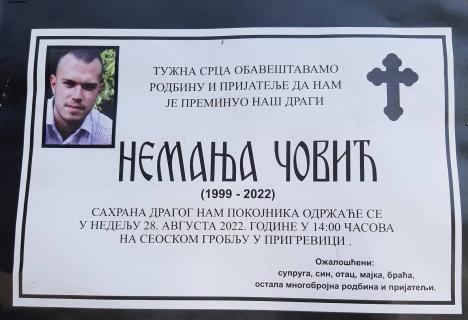 ТУЖНА СРЦА ОБАВЕШТАВАМО
РОДБИНУ И ПРИЈАТЕЉЕ ДА НАМ
ЈЕ ПРЕМИНУО НАШ ДРАГИ
НЕМАЊА ЧОВИЋ
(1999 - 2022)
САХРАНА ДРАГОГ НАМ ПОКОЈНИКА ОДРЖАЋЕ СЕ
У НЕДЕЉУ 28. АВГУСТА 2022. ГОДИНЕ У 14:00 ЧАСОВА
НА СЕОСКОМ ГРОБЉУ У ПРИГРЕВИЦИ .
Ожалошћени:
супруга, син, отац, мајка, браћа,
остала многобројна родбина и пријатељи.